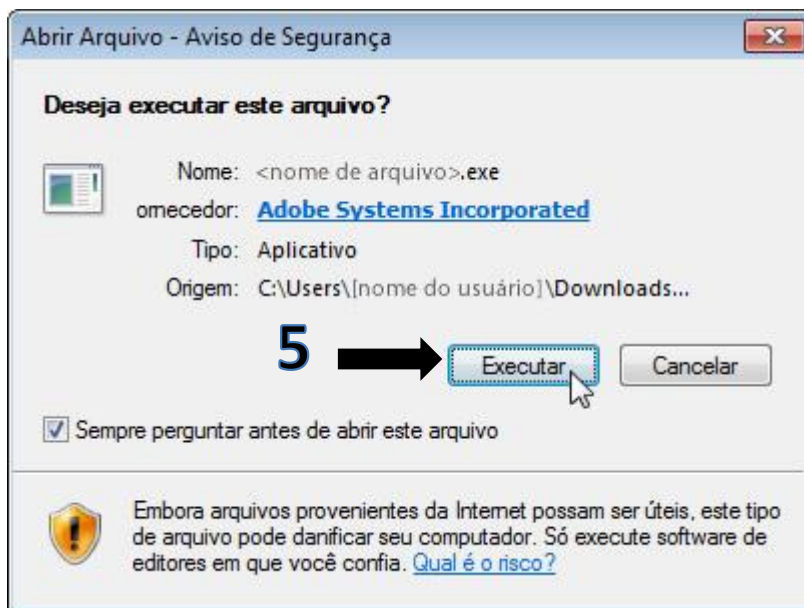 Abrir Arquivo - Aviso de Segurança
Deseja executar este arquivo?
Nome: <nome de arquivo>.exe
ornecedor: Adobe Systems Incorporated
Tipo: Aplicativo
Origem: C:\Users\[nome do usuário]\Downloads...
5
Executar
Cancelar
Sempre perguntar antes de abrir este arquivo
Embora arquivos provenientes da Internet possam ser úteis, este tipo
de arquivo pode danificar seu computador. Só execute software de
editores em que você confia. Qual é o risco?